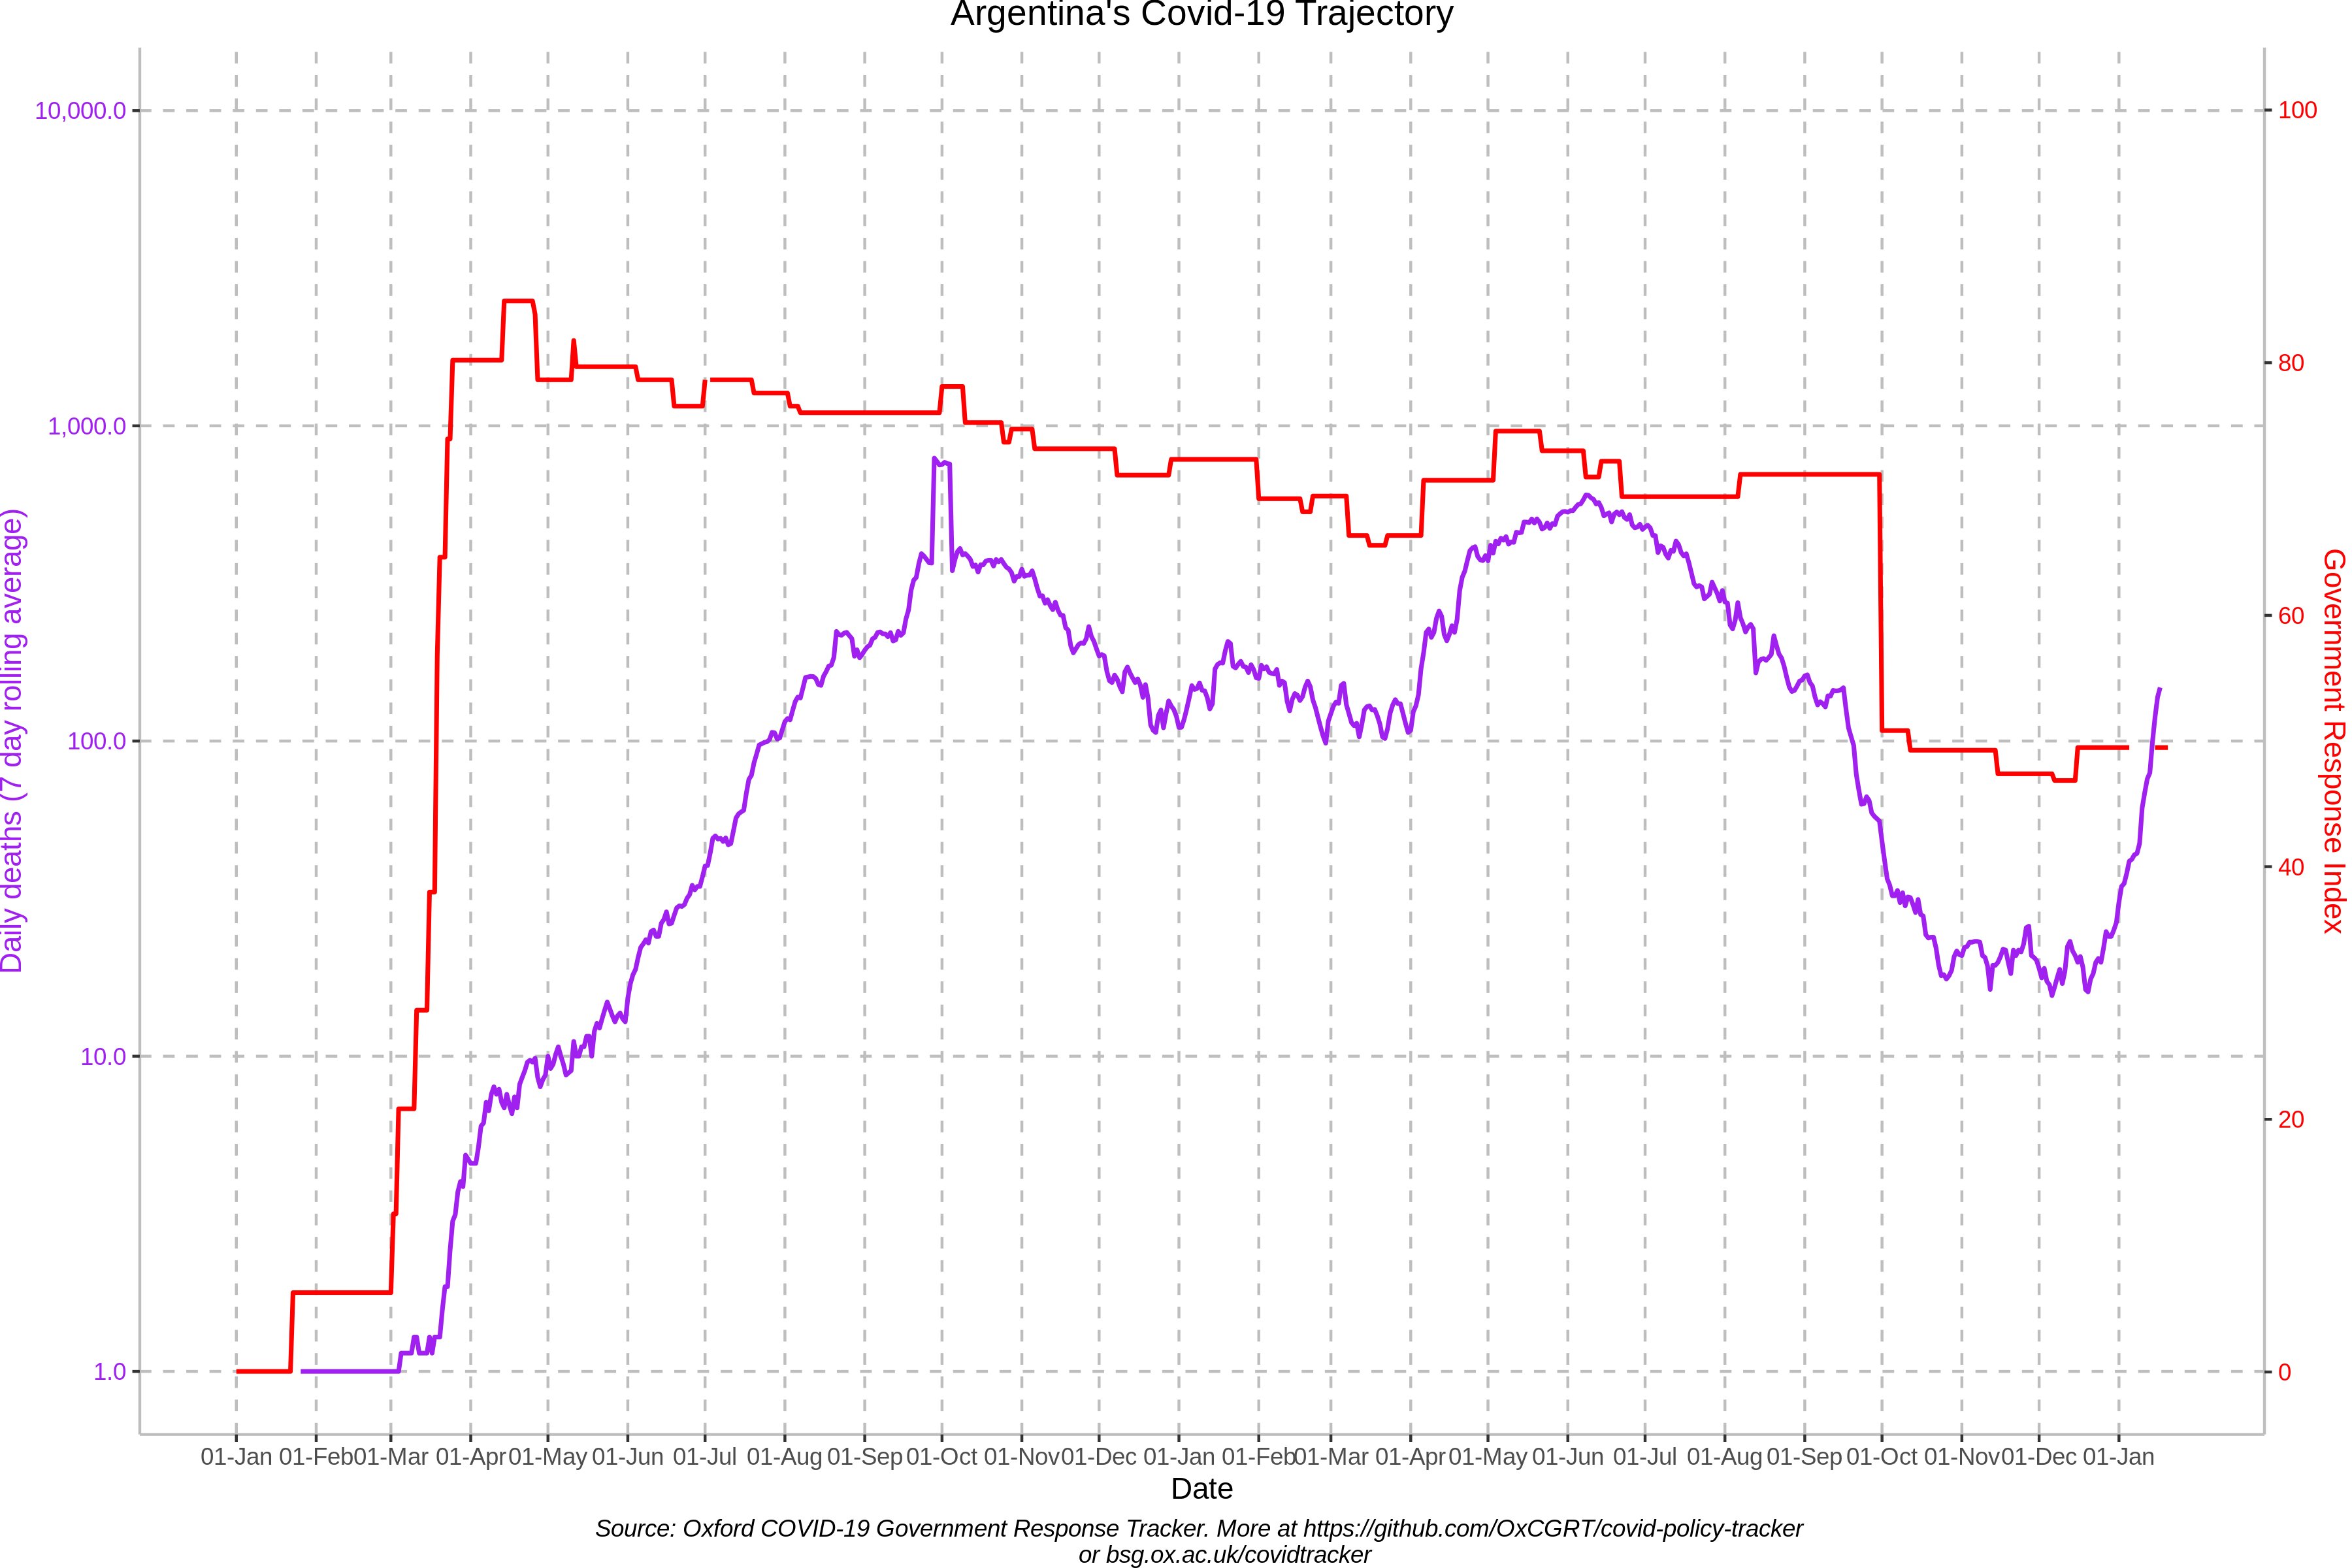 Argentina's Covid-19 Trajectory
10,000.0
1,000.0
100.0
10.0
1.0
Daily deaths (7 day rolling average)
100
80
60
40
20
0
Government Response Index
01-Jan 01-Feb 01-Mar 01-Apr 01-May 01-Jun 01-Jul 01-Aug 01-Sep 01-Oct 01-Nov 01-Dec 01-Jan 01-Feb 01-Mar 01-Apr 01-May 01-Jun 01-Jul 01-Aug 01-Sep 01-Oct 01-Nov 01-Dec 01-Jan
Date
Source: Oxford COVID-19 Government Response Tracker. More at https://github.com/OxCGRT/covid-policy-tracker
or bsg.ox.ac.uk/covidtracker